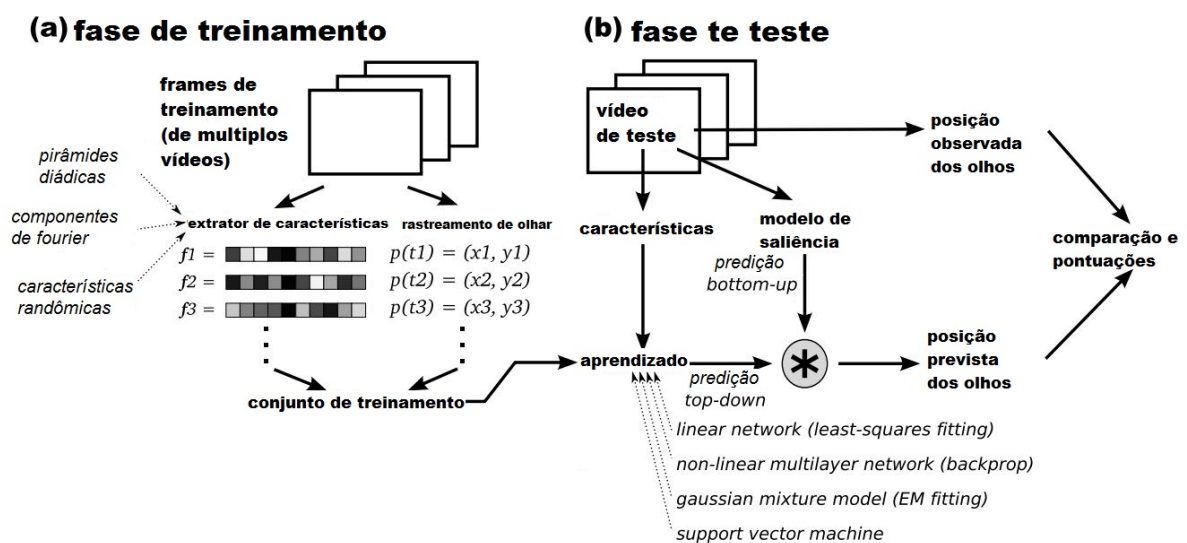 (a) fase de treinamento
frames de
treinamento
(de multiplos
vídeos)
pirâmides
diádicas
componentes
de fourier
características
randômicas
extrator de características
rastreamento de olhar
f1 =
p(t1) = (x1, y1)
f2 =
p(t2) = (x2, y2)
f3 =
p(t3) = (x3, y3)
conjunto de treinamento
(b) fase te teste
vídeo
de teste
posição
observada
dos olhos
características
modelo de
saliência
predição
bottom-up
comparação e
pontuações
aprendizado
predição
top-down
*
posição
prevista
dos olhos
linear network (least-squares fitting)
non-linear multilayer network (backprop)
gaussian mixture model (EM fitting)
support vector machine